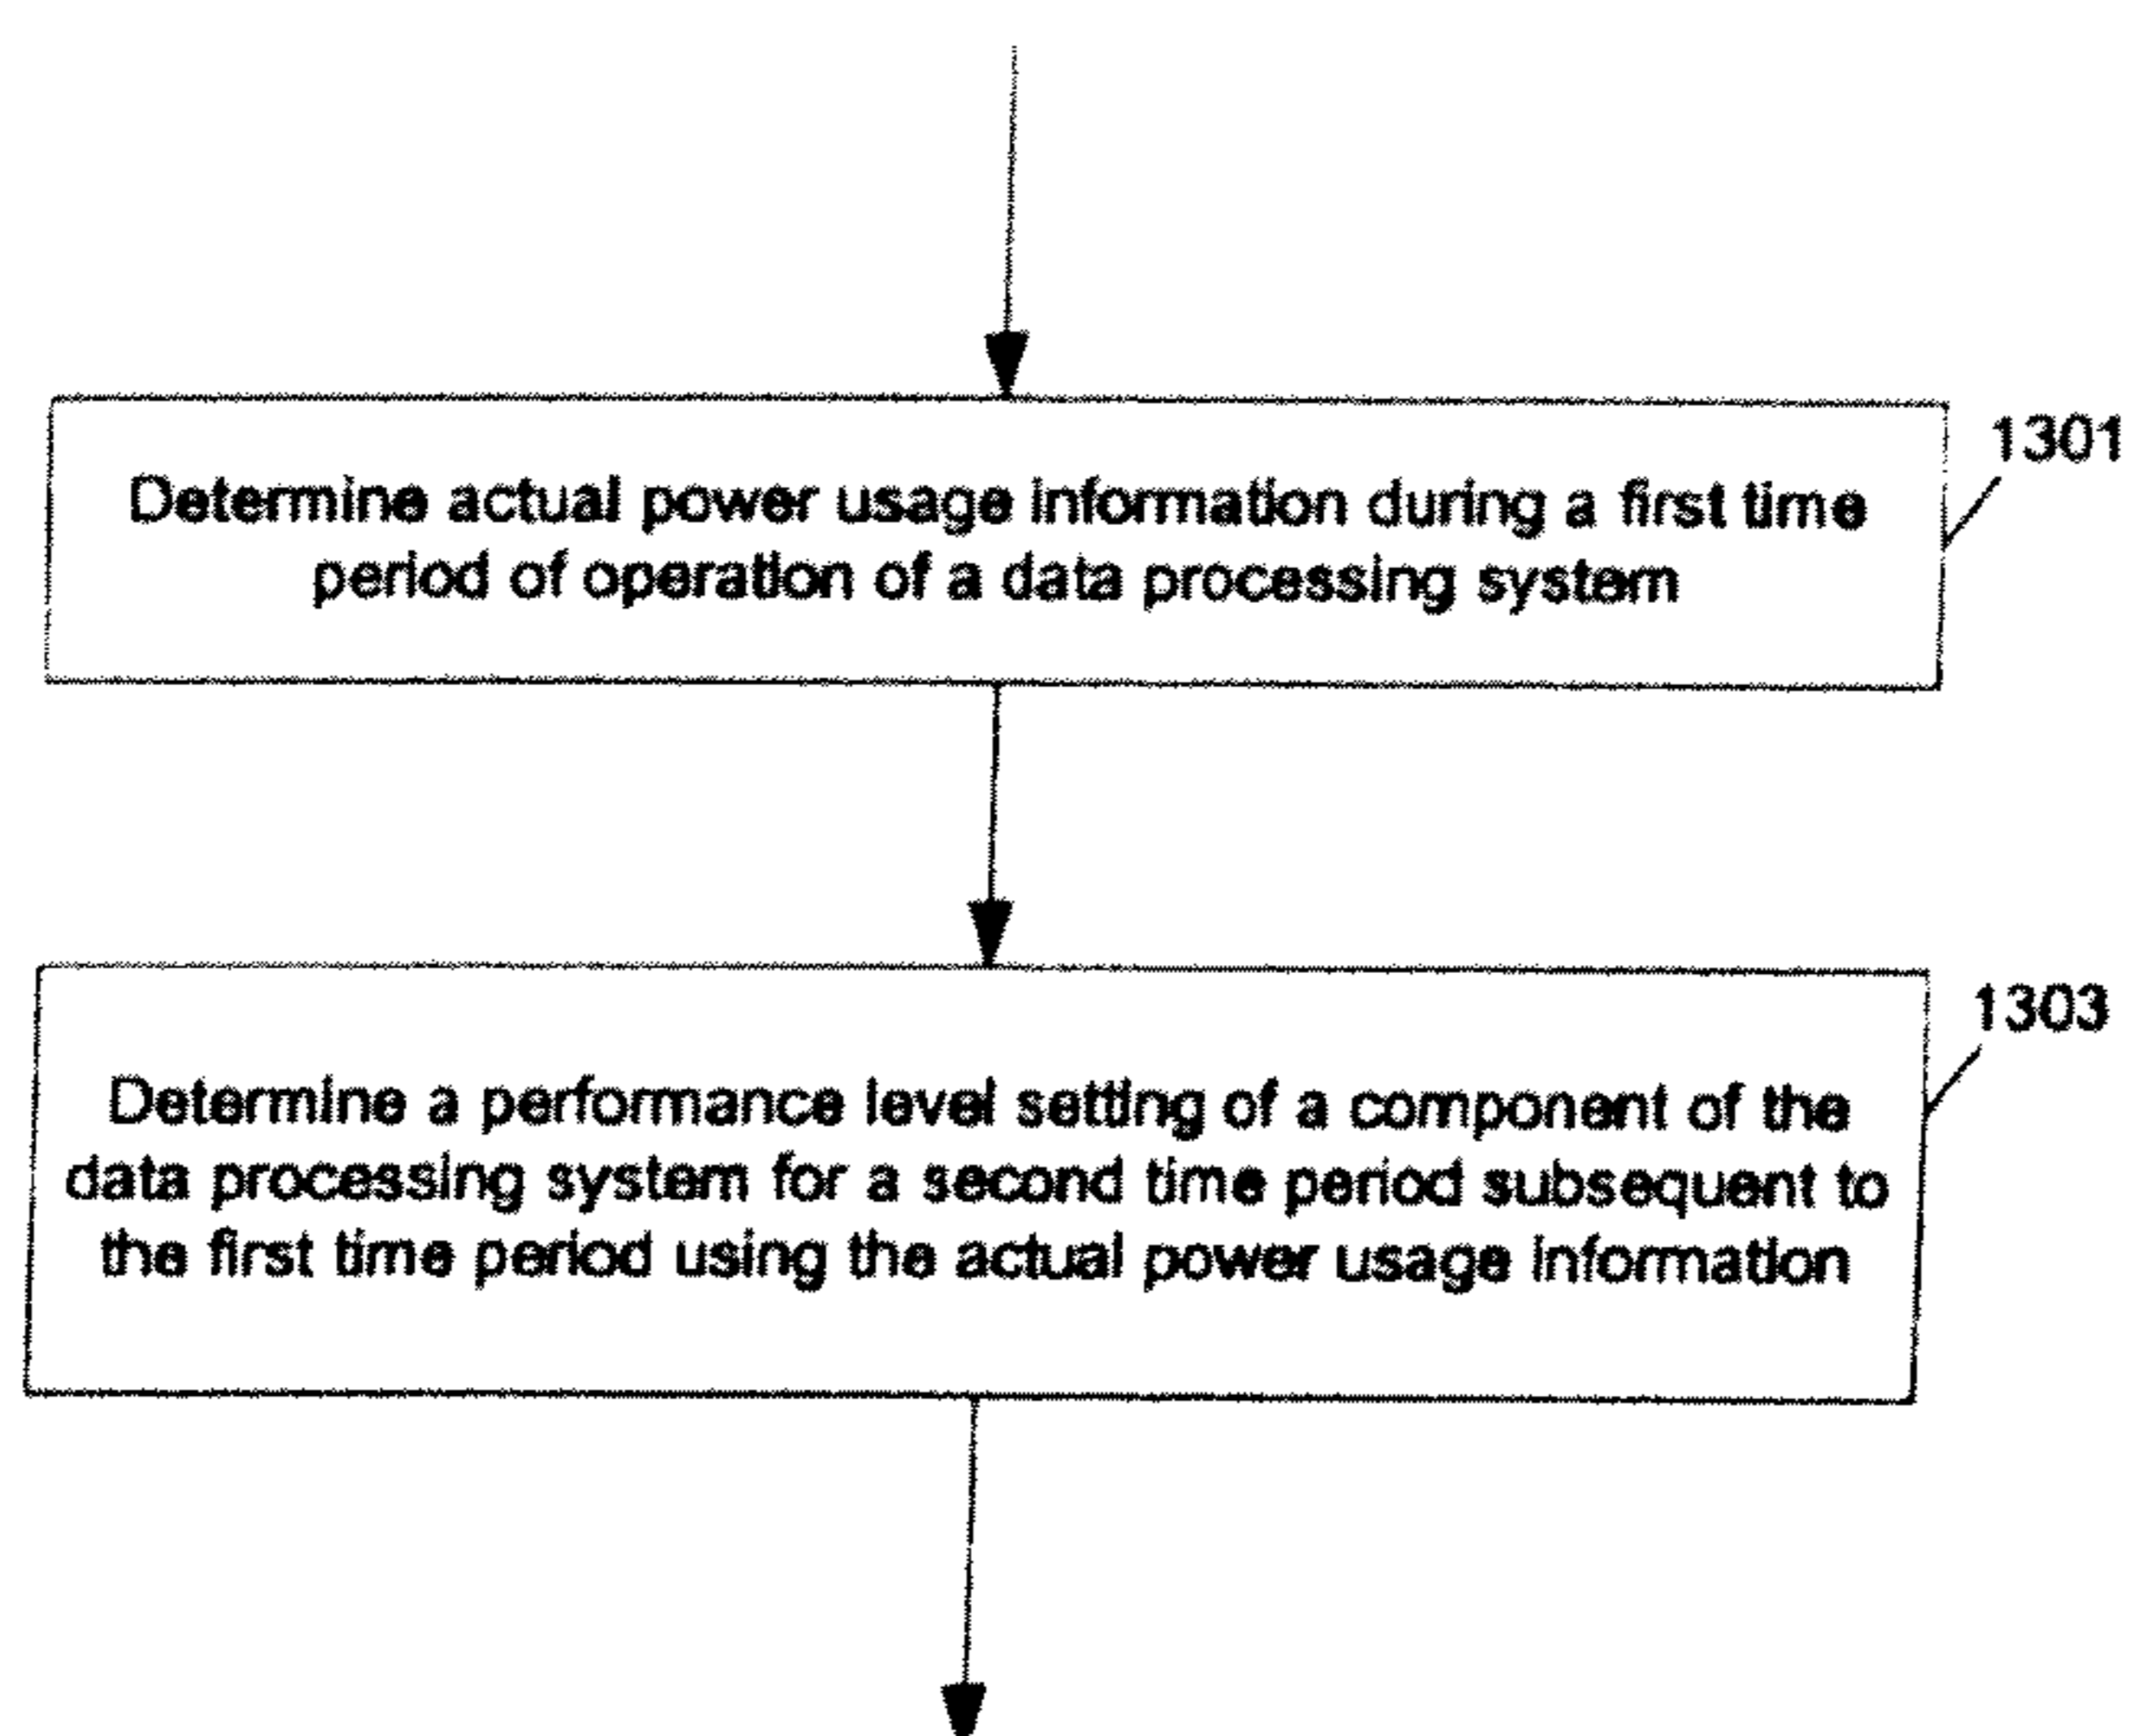 1301
Determine actual power usage information during a first time
period of operation of a data processing system
1303
Determine a performance level setting of a component of the
data processing system for a second time period subsequent to
the first time period using the actual power usage information